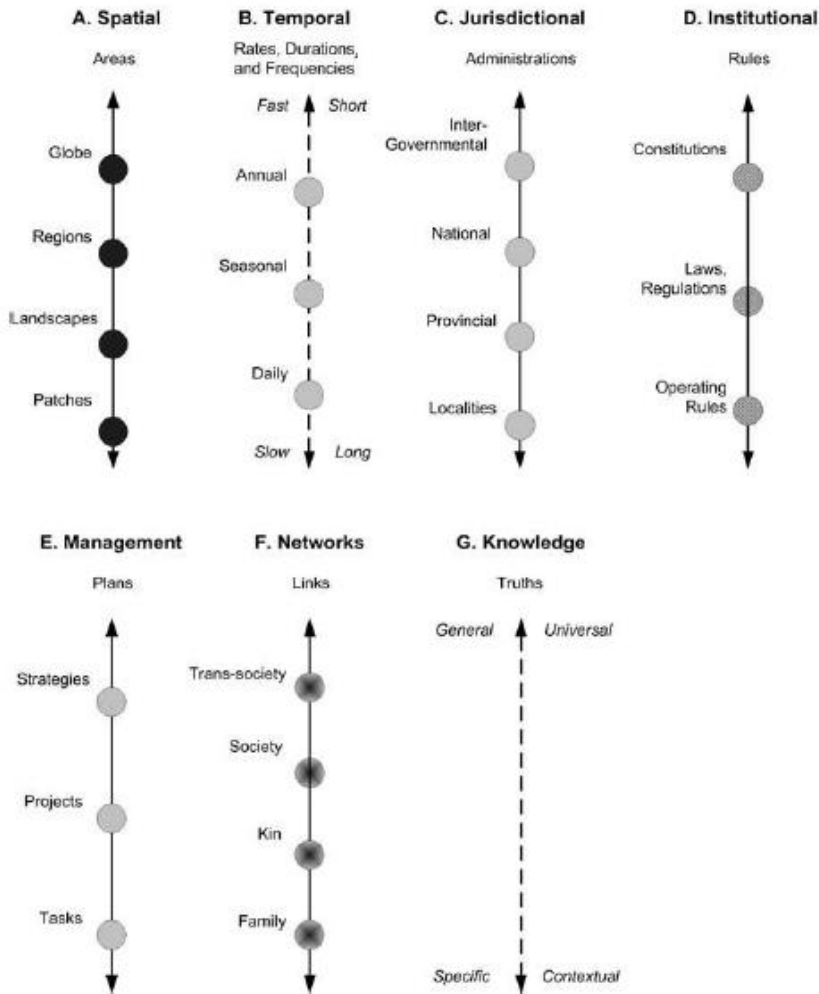 A. Spatial
Areas
Globe
Regions
Landscapes
Patches
B. Temporal
Rates, Durations,
and Frequencies
Fast Short
Annual
Seasonal
Daily
Slow Long
C. Jurisdictional
Administrations
Inter-
Governmental
National
Provincial
Localities
D. Institutional
Rules
Constitutions
Laws,
Regulations
Operating
Rules
E. Management
Plans
Strategies
Projects
Tasks
F. Networks
Links
Trans-society
Society
Kin
Family
G. Knowledge
Truths
General Universal
Specific Contextual